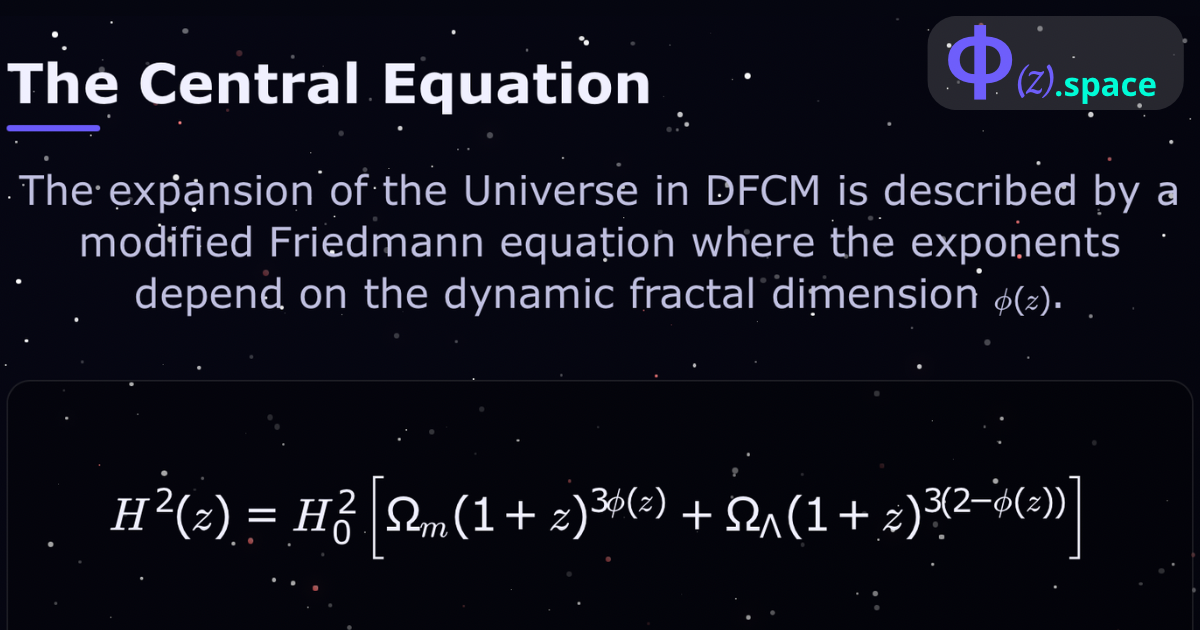 Φ(z).space
The Central Equation
The expansion of the Universe in DFCM is described by a
modified Friedmann equation where the exponents
depend on the dynamic fractal dimension ϕ(z).
H²(z) = H₀² [Ωₘ(1 + z)^{3ϕ(z)} + Ω_Λ(1 + z)^{3(2−ϕ(z))}]